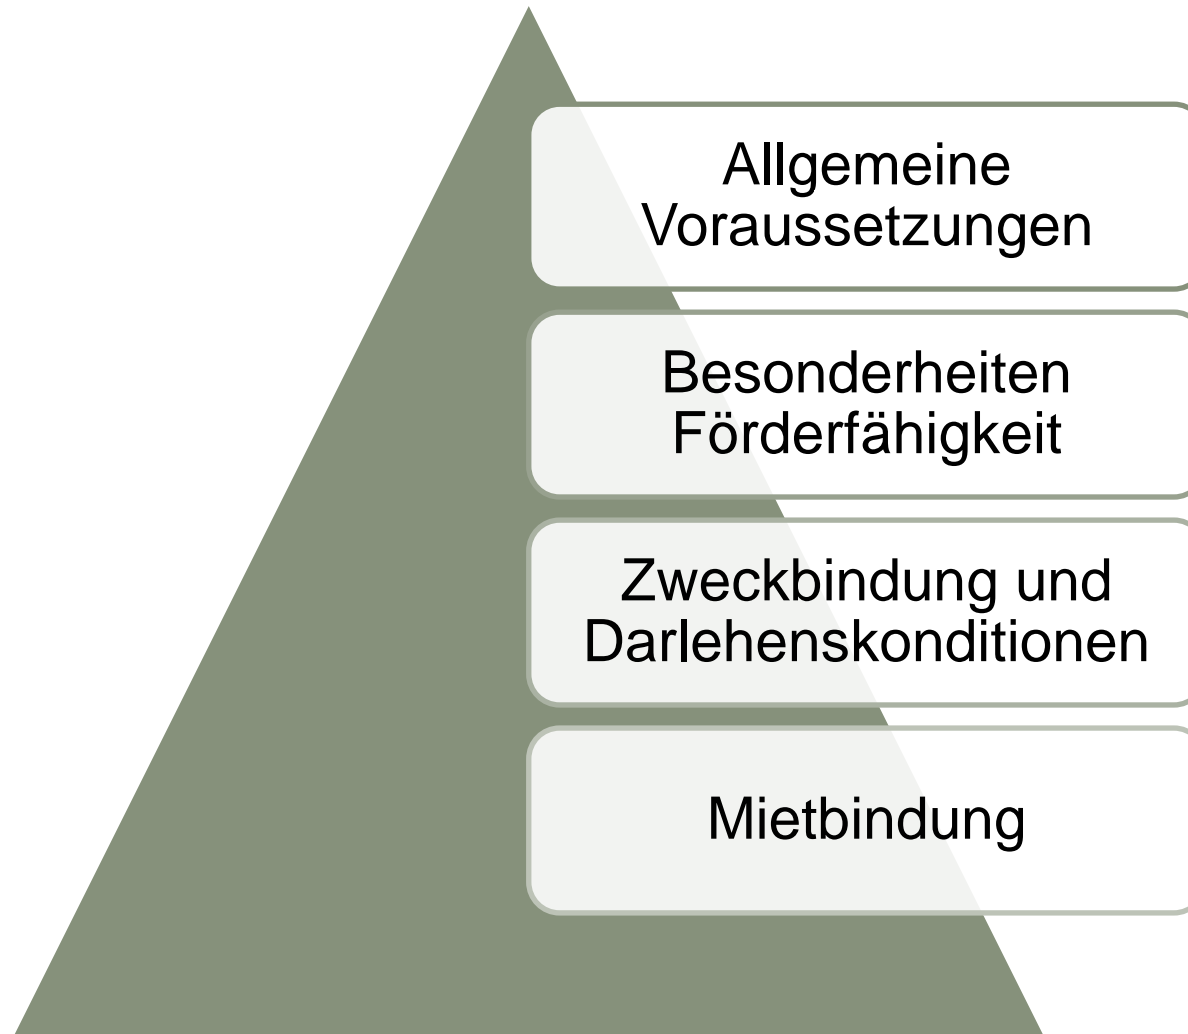 Allgemeine
Voraussetzungen
Besonderheiten
Förderfähigkeit
Zweckbindung und
Darlehenskonditionen
Mietbindung